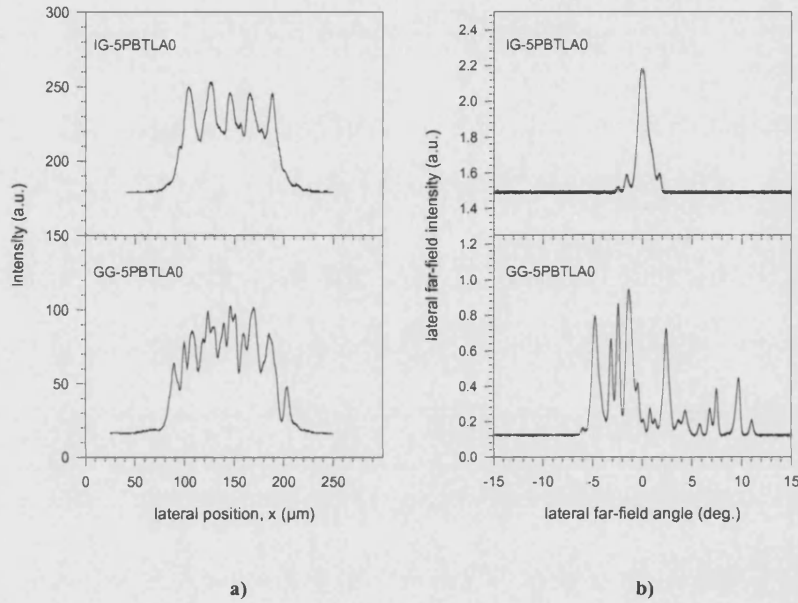 300
250
200
150
100
50
0
IG-5PBTLA0
GG-5PBTLA0
Intensity (a.u.)
0 50 100 150 200 250
lateral position, x (µm)
a)
2.4
2.2
2.0
1.8
1.6
1.4
1.2
1.0
0.8
0.6
0.4
0.2
0.0
IG-5PBTLA0
GG-5PBTLA0
lateral far-field intensity (a.u.)
-15 -10 -5 0 5 10 15
lateral far-field angle (deg.)
b)